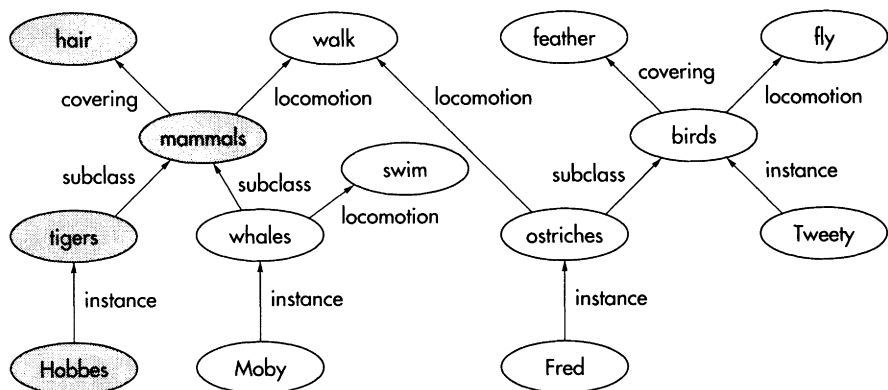 hair walk feather fly
covering locomotion locomotion covering locomotion
mammals birds
subclass subclass swim subclass instance
locomotion
tigers whales ostriches Tweety
instance instance instance
Hobbes Moby Fred